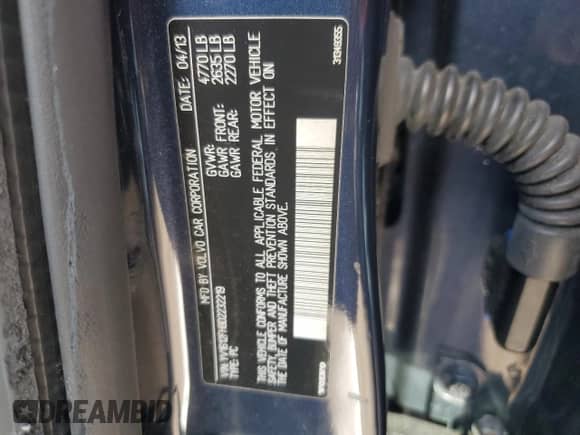 MFD BY VOLVO CAR CORPORATION DATE: 04/13
GVWR: 4770 LB
GAWR FRONT: 2635 LB
GAWR REAR: 2270 LB
TYPE: PC
THIS VEHICLE CONFORMS TO ALL APPLICABLE FEDERAL MOTOR VEHICLE
SAFETY, BUMPER AND THEFT PREVENTION STANDARDS IN EFFECT ON
THE DATE OF MANUFACTURE SHOWN ABOVE.
31349355
DREAMBID